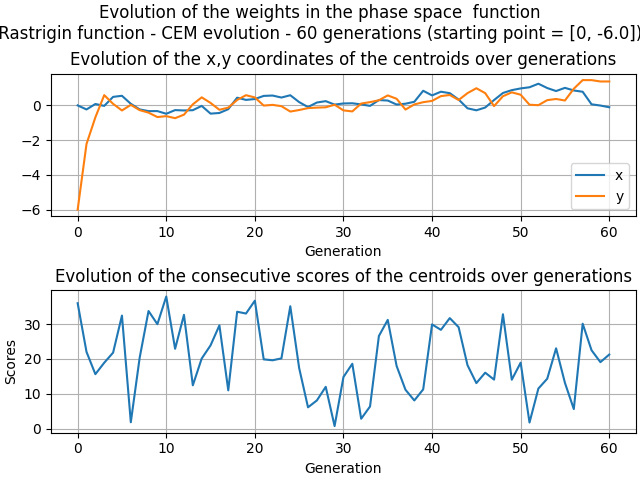 Evolution of the weights in the phase space  function
Rastrigin function - CEM evolution - 60 generations (starting point = [0, -6.0])
Evolution of the x,y coordinates of the centroids over generations
0
−2
−4
−6
x
y
0 10 20 30 40 50 60
Generation
Evolution of the consecutive scores of the centroids over generations
Scores
30
20
10
0
0 10 20 30 40 50 60
Generation